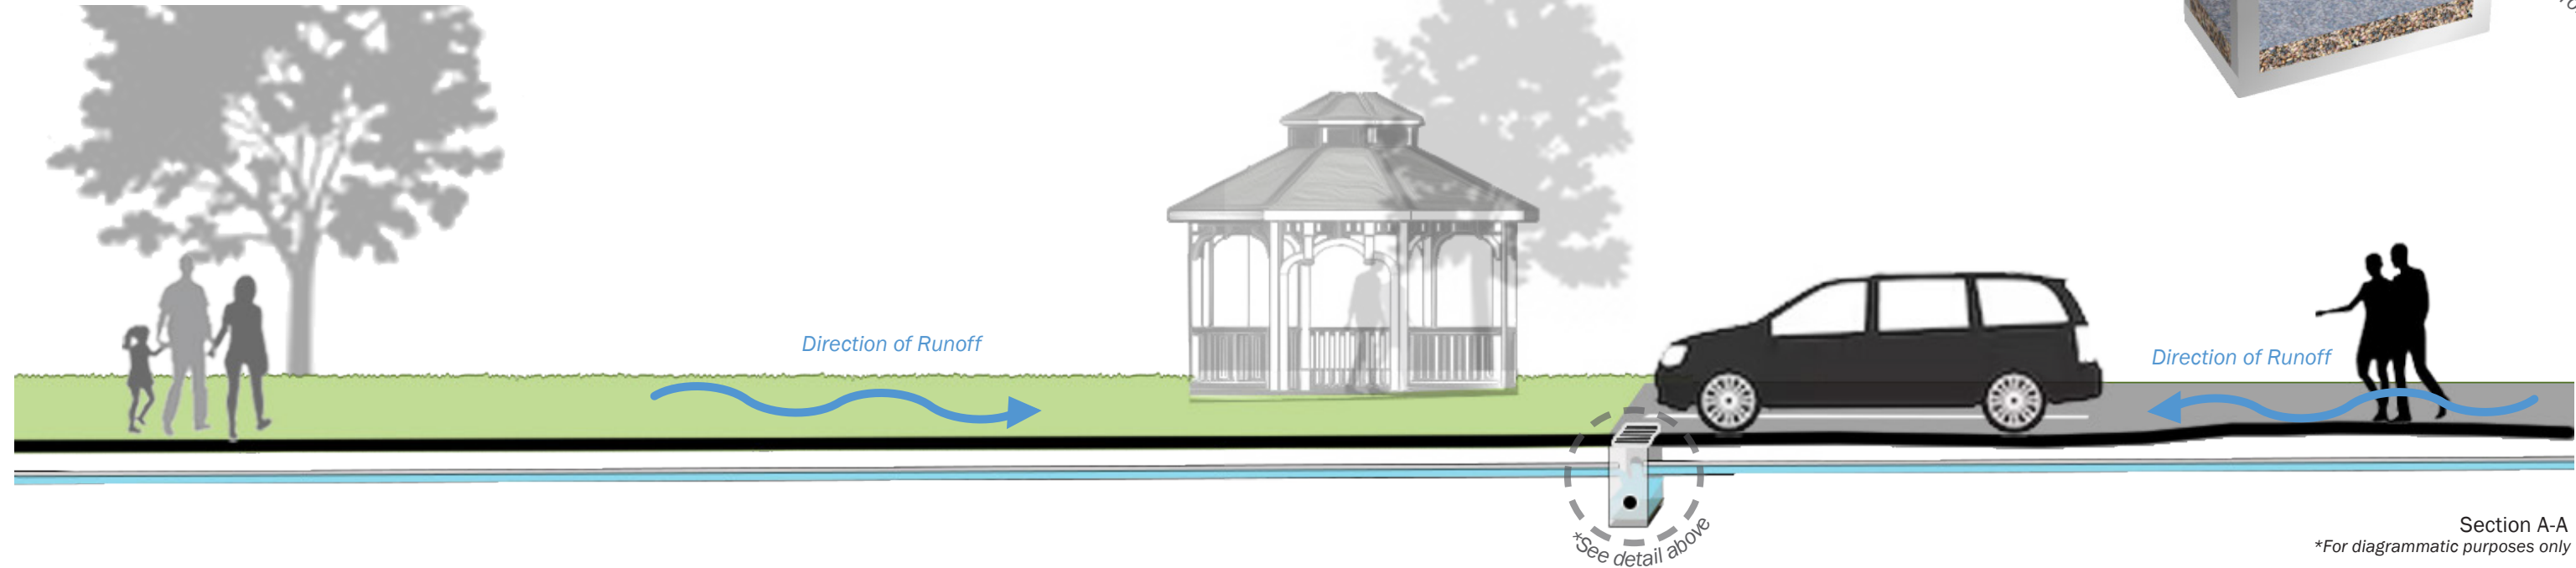 Direction of Runoff
Direction of Runoff
*See detail above
Section A-A
*For diagrammatic purposes only